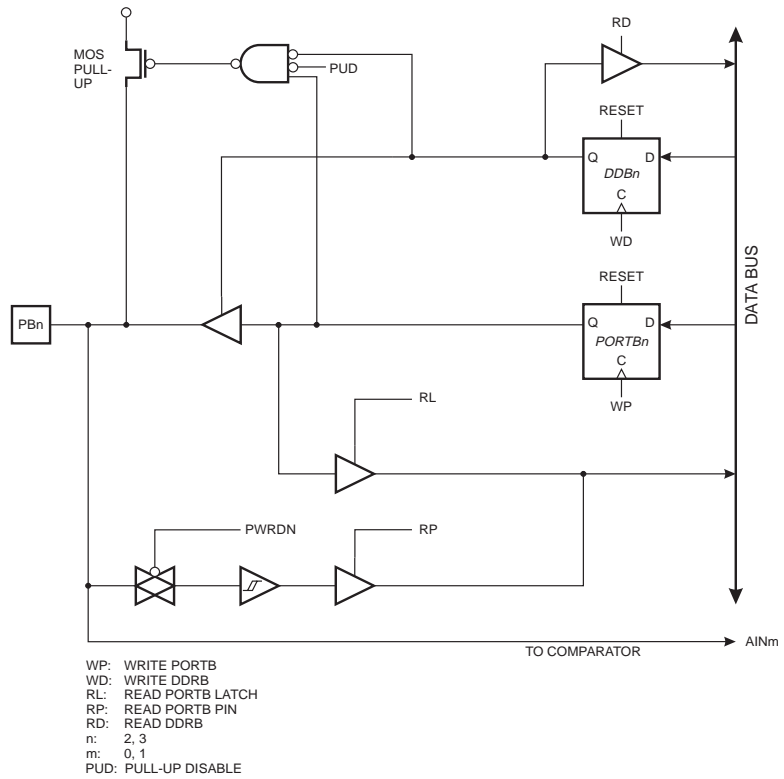 RD
MOS
PULL-
UP
PUD
RESET
Q D
DDBn
C
WD
DATA BUS
RESET
PBn
Q D
PORTBn
C
WP
RL
PWRDN
RP
TO COMPARATOR
AINm
WP: WRITE PORTB
WD: WRITE DDRB
RL: READ PORTB LATCH
RP: READ PORTB PIN
RD: READ DDRB
n: 2, 3
m: 0, 1
PUD: PULL-UP DISABLE